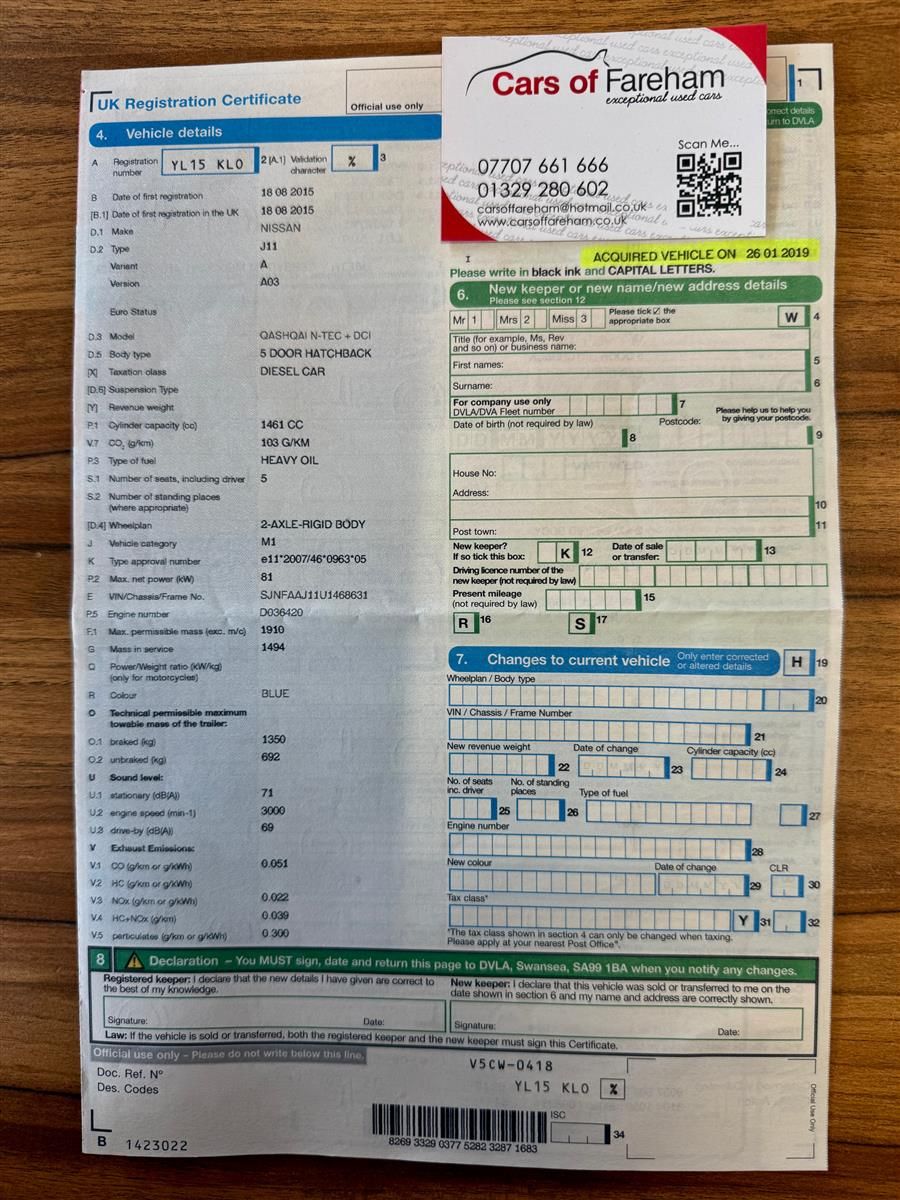 UK Registration Certificate
Official use only
1
4. Vehicle details
A Registration number YL15 KLO 2 [A.1] Validation character % 3
B Date of first registration 18 08 2015
[B.1] Date of first registration in the UK 18 08 2015
D.1 Make NISSAN
D.2 Type J11
Variant A
Version A03
Euro Status
D.3 Model QASHQAI N-TEC + DCI
D.5 Body type 5 DOOR HATCHBACK
[X] Taxation class DIESEL CAR
[D.6] Suspension Type
[Y] Revenue weight
P.1 Cylinder capacity (cc) 1461 CC
V.7 CO2 (g/km) 103 G/KM
P.3 Type of fuel HEAVY OIL
S.1 Number of seats, including driver 5
S.2 Number of standing places
(where appropriate)
[D.4] Wheelplan 2-AXLE-RIGID BODY
J Vehicle category M1
K Type approval number e11*2007/46*0963*05
P.2 Max. net power (kW) 81
E VIN/Chassis/Frame No. SJNFAAJ11U1468631
P.5 Engine number D036420
F.1 Max. permissible mass (exc. m/c) 1910
G Mass in service 1494
Q Power/Weight ratio (kW/kg)
(only for motorcycles)
R Colour BLUE
O Technical permissible maximum
towable mass of the trailer:
O.1 braked (kg) 1350
O.2 unbraked (kg) 692
U Sound level:
U.1 stationary (dB(A)) 71
U.2 engine speed (min-1) 3000
U.3 drive-by (dB(A)) 69
V Exhaust Emissions:
V.1 CO (g/km or g/kWh) 0.051
V.2 HC (g/km or g/kWh)
V.3 NOx (g/km or g/kWh) 0.022
V.4 HC+NOx (g/km) 0.039
V.5 particulates (g/km or g/kWh) 0.300
Cars of Fareham
exceptional used cars
Scan Me...
07707 661 666
01329 280 602
carsoffareham@hotmail.co.uk
www.carsoffareham.co.uk
details
to DVLA
ACQUIRED VEHICLE ON 26 01 2019
Please write in black ink and CAPITAL LETTERS.
6. New keeper or new name/new address details
Please see section 12
Mr 1 Mrs 2 Miss 3 Please tick ☑ the appropriate box W 4
Title (for example, Ms, Rev
and so on) or business name:
First names: 5
Surname: 6
For company use only
DVLA/DVA Fleet number 7
Please help us to help you
by giving your postcode.
Date of birth (not required by law) 8 Postcode: 9
House No:
Address: 10
11
Post town:
New keeper?
If so tick this box: K 12 Date of sale or transfer: 13
Driving licence number of the
new keeper (not required by law)
Present mileage
(not required by law) 15
R 16 S 17
7. Changes to current vehicle Only enter corrected or altered details H 19
Wheelplan / Body type 20
VIN / Chassis / Frame Number 21
New revenue weight 22 Date of change 23 Cylinder capacity (cc) 24
No. of seats inc. driver 25 No. of standing places 26 Type of fuel 27
Engine number 28
New colour Date of change 29 CLR 30
Tax class* Y 31 32
*The tax class shown in section 4 can only be changed when taxing.
Please apply at your nearest Post Office®.
8 Declaration – You MUST sign, date and return this page to DVLA, Swansea, SA99 1BA when you notify any changes.
Registered keeper: I declare that the new details I have given are correct to
the best of my knowledge.
Signature: Date:
New keeper: I declare that this vehicle was sold or transferred to me on the
date shown in section 6 and my name and address are correctly shown.
Signature: Date:
Law: If the vehicle is sold or transferred, both the registered keeper and the new keeper must sign this Certificate.
Official use only – Please do not write below this line.
Doc. Ref. Nº V5CW-0418
Des. Codes YL15 KLO %
ISC
34
8269 3329 0377 5282 3287 1683
B 1423022
Official Use Only